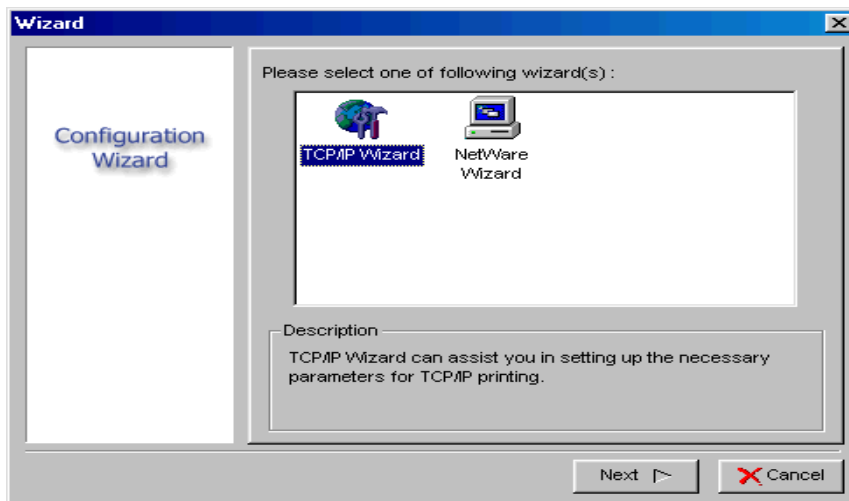 Wizard
Configuration
Wizard
Please select one of following wizard(s) :
TCP/IP Wizard
NetWare
Wizard
Description
TCP/IP Wizard can assist you in setting up the necessary
parameters for TCP/IP printing.
Next
Cancel